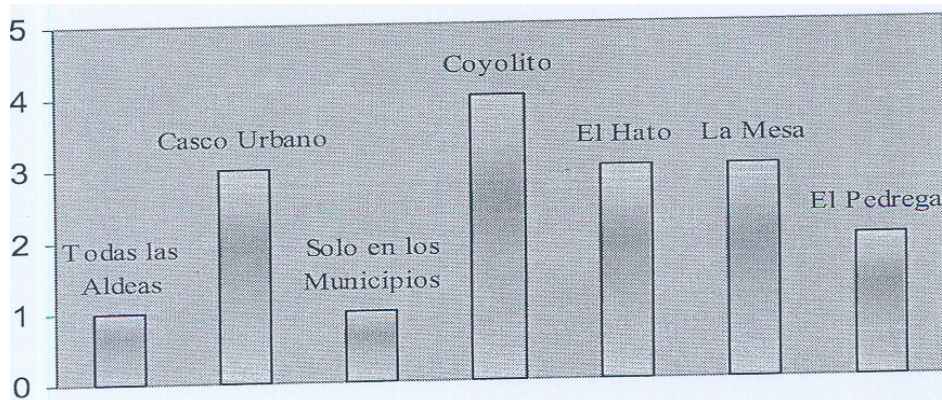 5
4
3
2
1
0
Todas las
Aldeas
Casco Urbano
Solo en los
Municipios
Coyolito
El Hato
La Mesa
El Pedrega